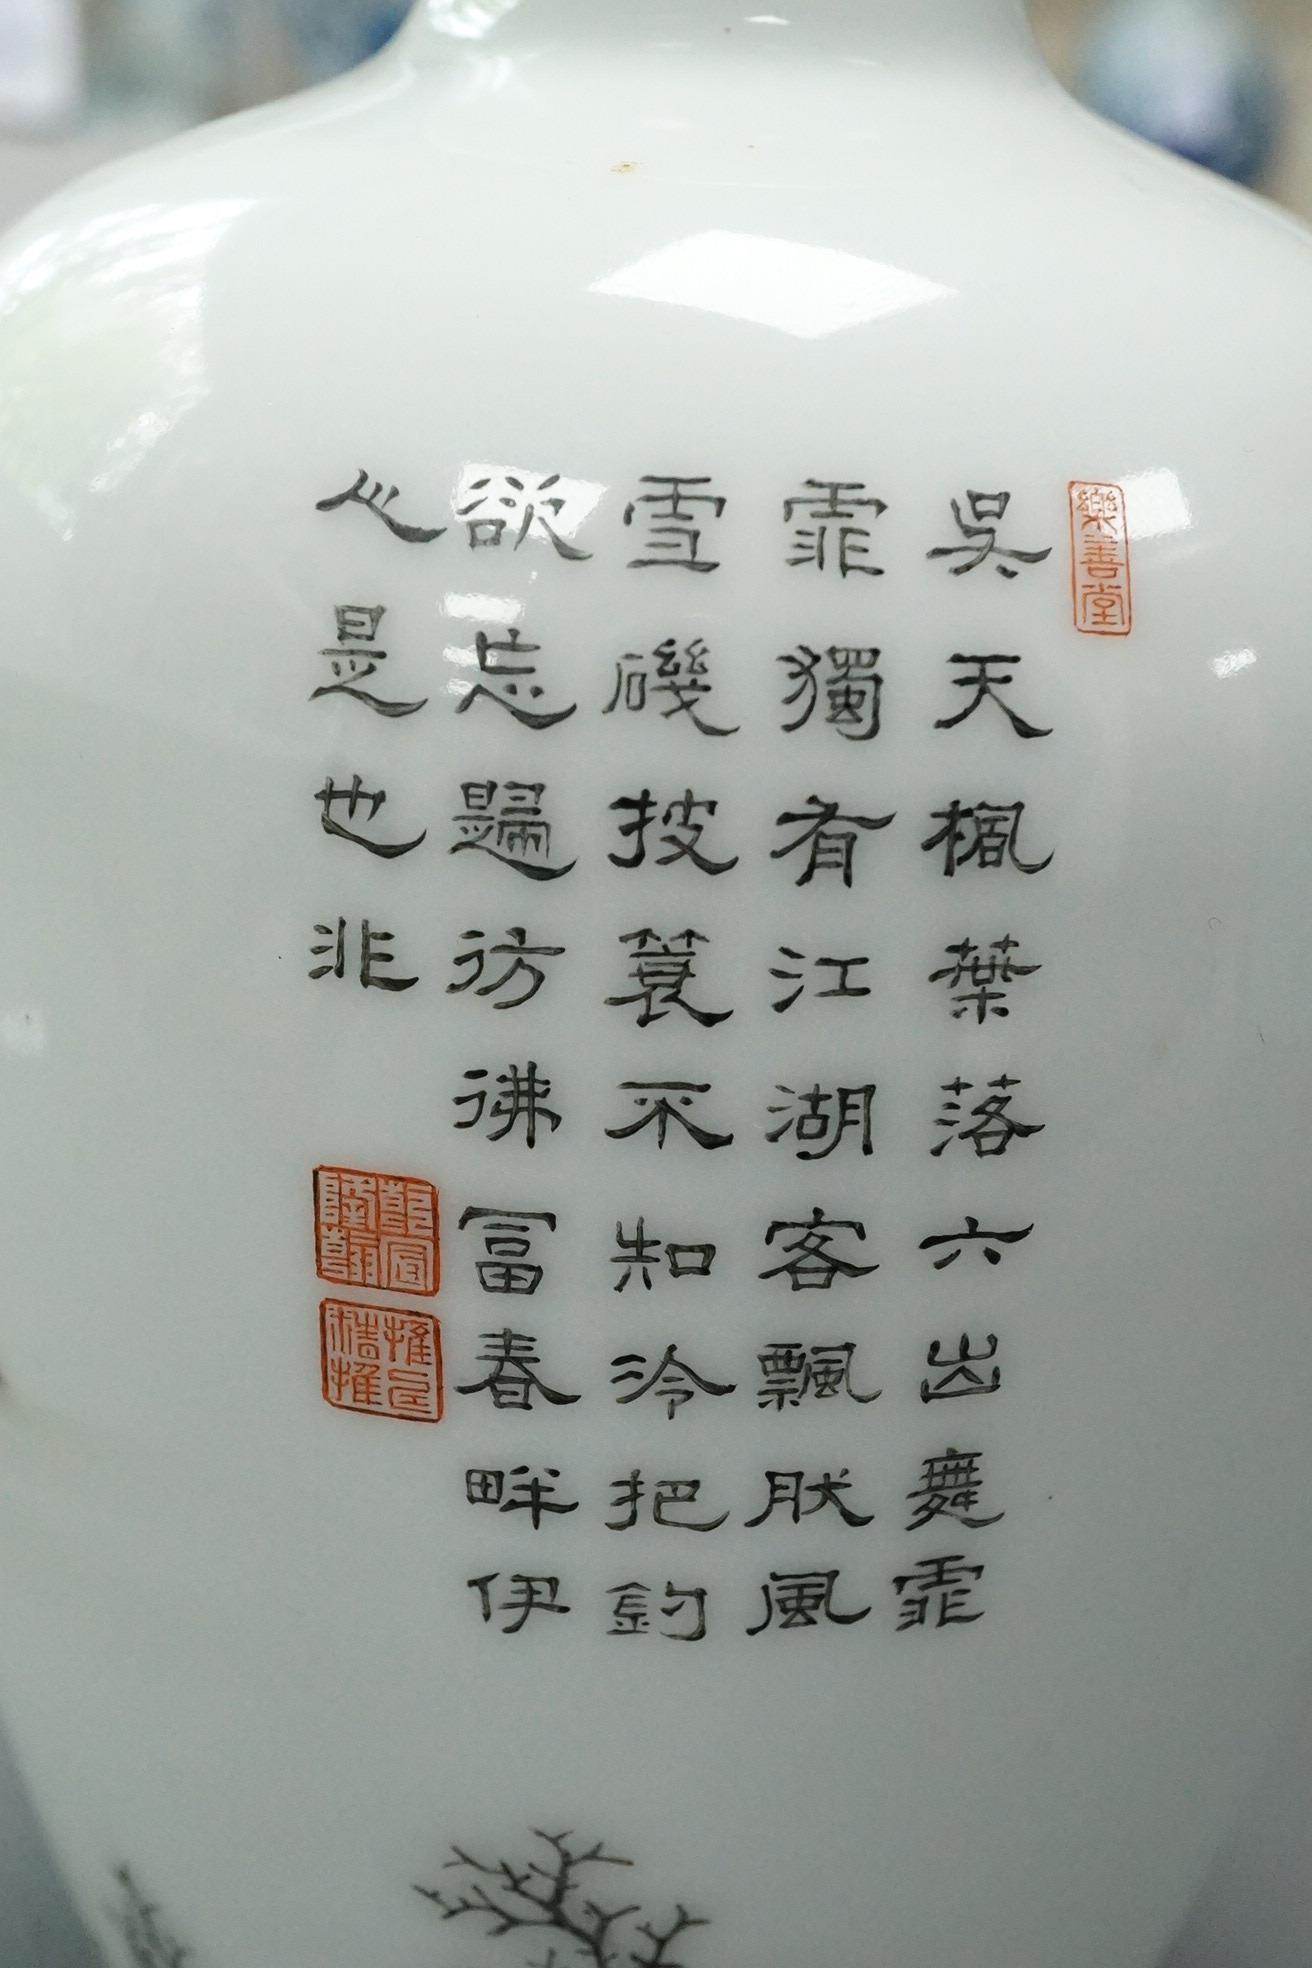 樂善堂
吳天楓葉落六出舞霏
霏獨有江湖客飄肰風
雪磯披簑不知冷把釣
欲忘歸彷彿富春畔伊
人是也非